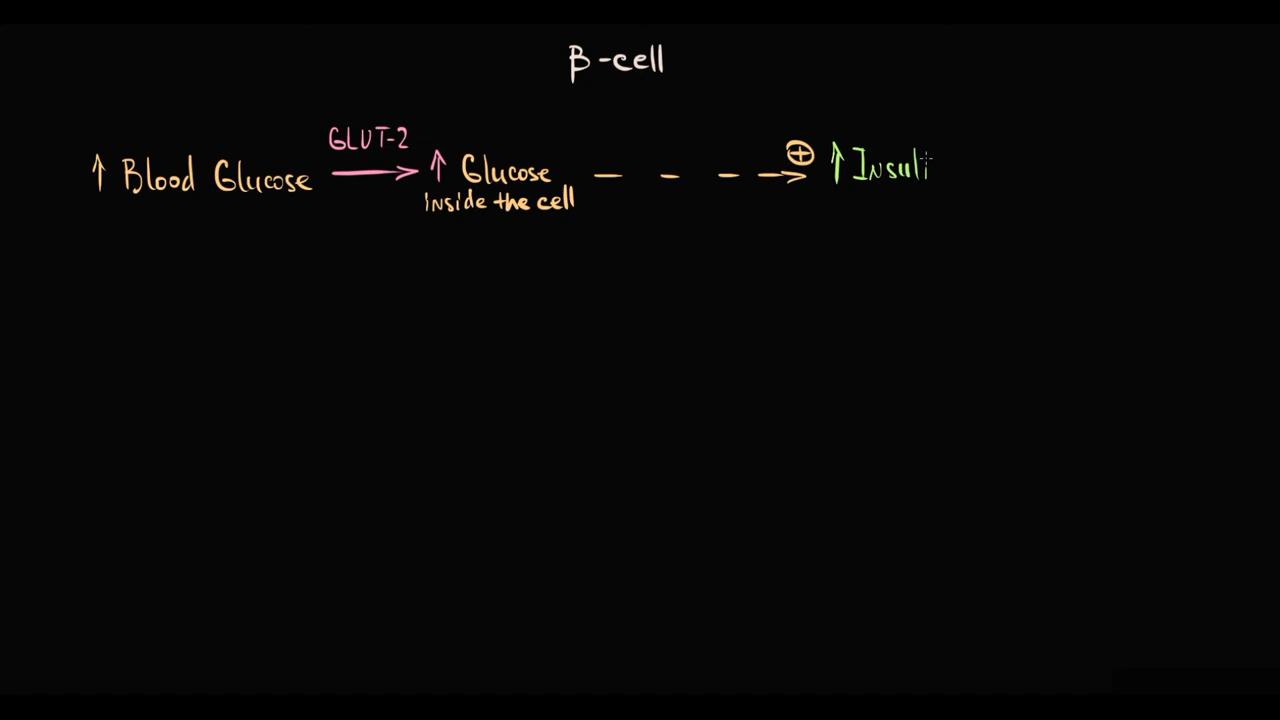 β-cell
GLUT-2
↑ Blood Glucose → ↑ Glucose - - - → ⊕ ↑ Insuli
inside the cell